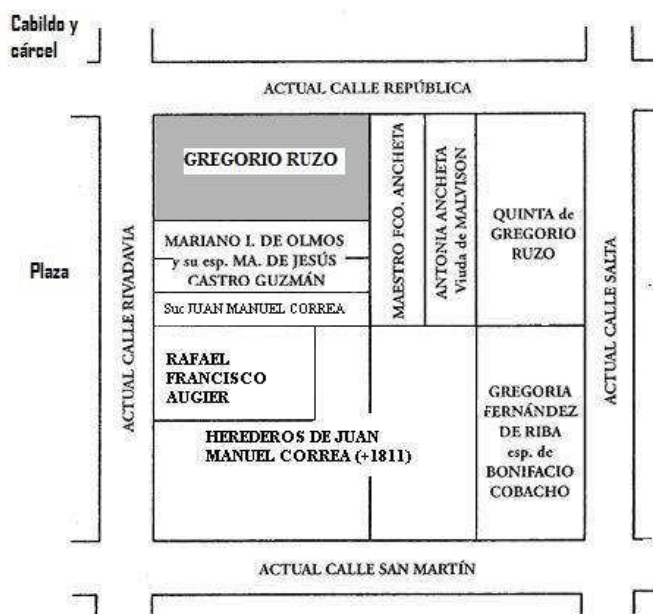 Cabildo y
cárcel
ACTUAL CALLE REPÚBLICA
GREGORIO RUZO
MARIANO I. DE OLMOS
y su esp. MA. DE JESÚS
CASTRO GUZMÁN
Suc JUAN MANUEL CORREA
MAESTRO FCO. ANCHETA
ANTONIA ANCHETA
Viuda de MALVISON
QUINTA de
GREGORIO
RUZO
Plaza
ACTUAL CALLE RIVADAVIA
ACTUAL CALLE SALTA
RAFAEL
FRANCISCO
AUGIER
HEREDEROS DE JUAN
MANUEL CORREA (+1811)
GREGORIA
FERNÁNDEZ
DE RIBA
esp. de
BONIFACIO
COBACHO
ACTUAL CALLE SAN MARTÍN